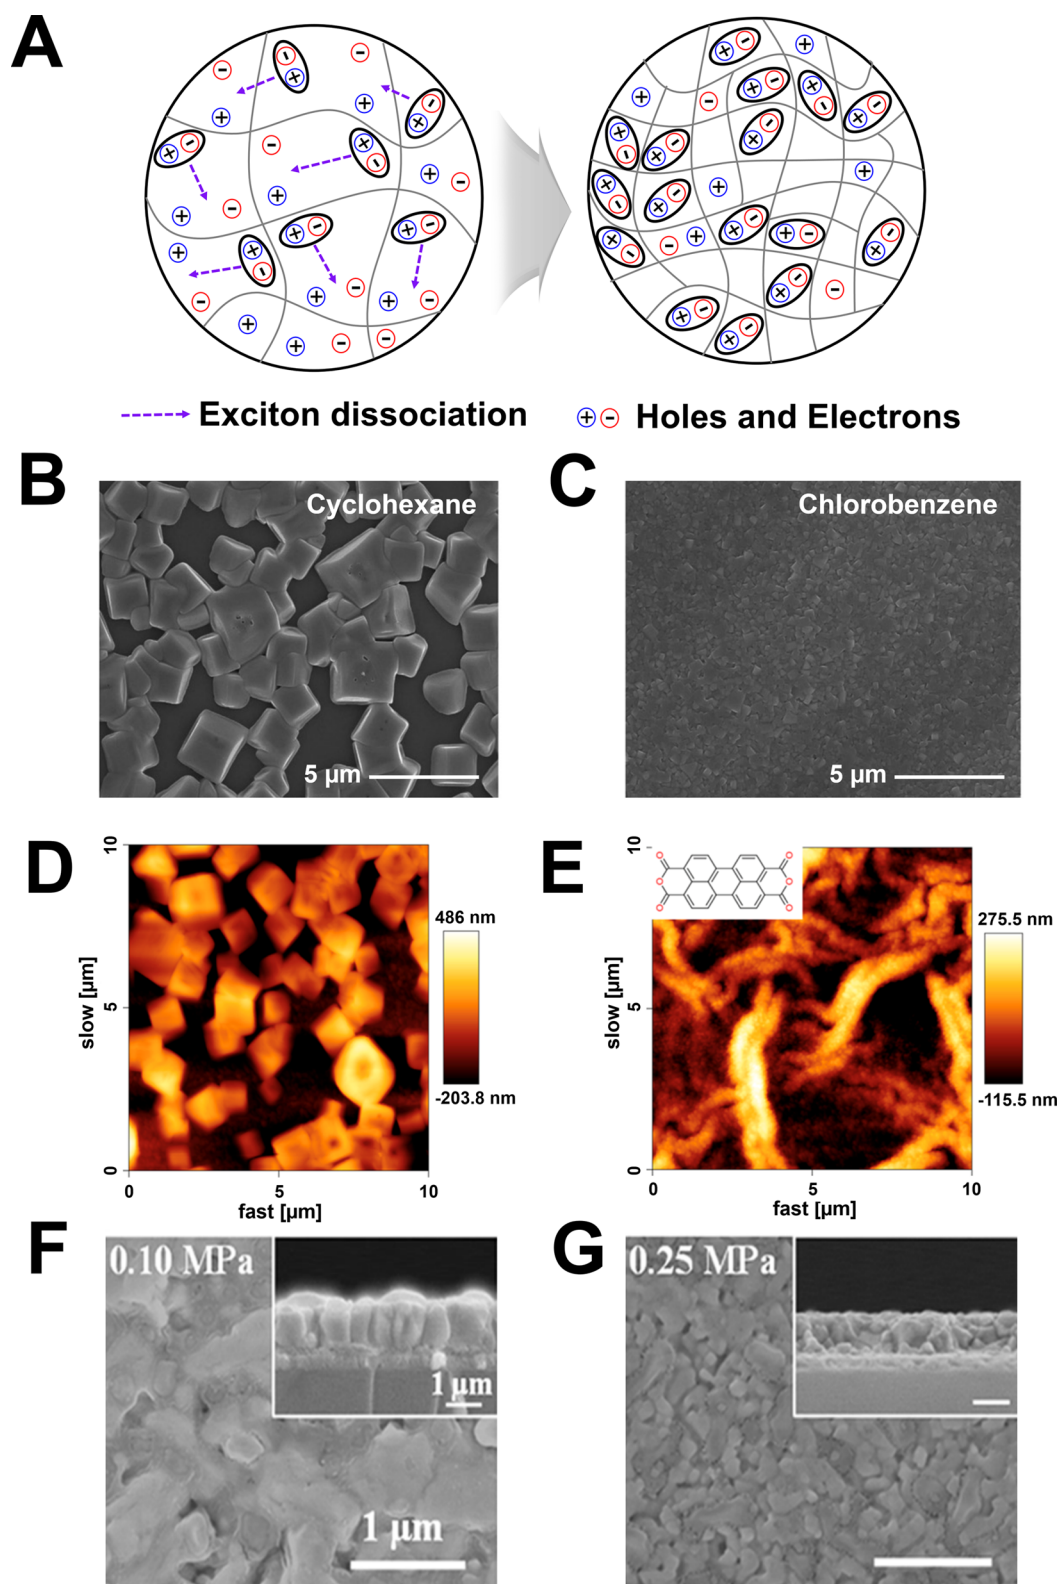 A
Exciton dissociation
Holes and Electrons
B
Cyclohexane
5 µm
C
Chlorobenzene
5 µm
D
10
5
0
slow [µm]
0
5
10
fast [µm]
486 nm
-203.8 nm
E
10
5
0
slow [µm]
0
5
10
fast [µm]
O
O
O
O
O
O
275.5 nm
-115.5 nm
F
0.10 MPa
1 µm
1 µm
G
0.25 MPa